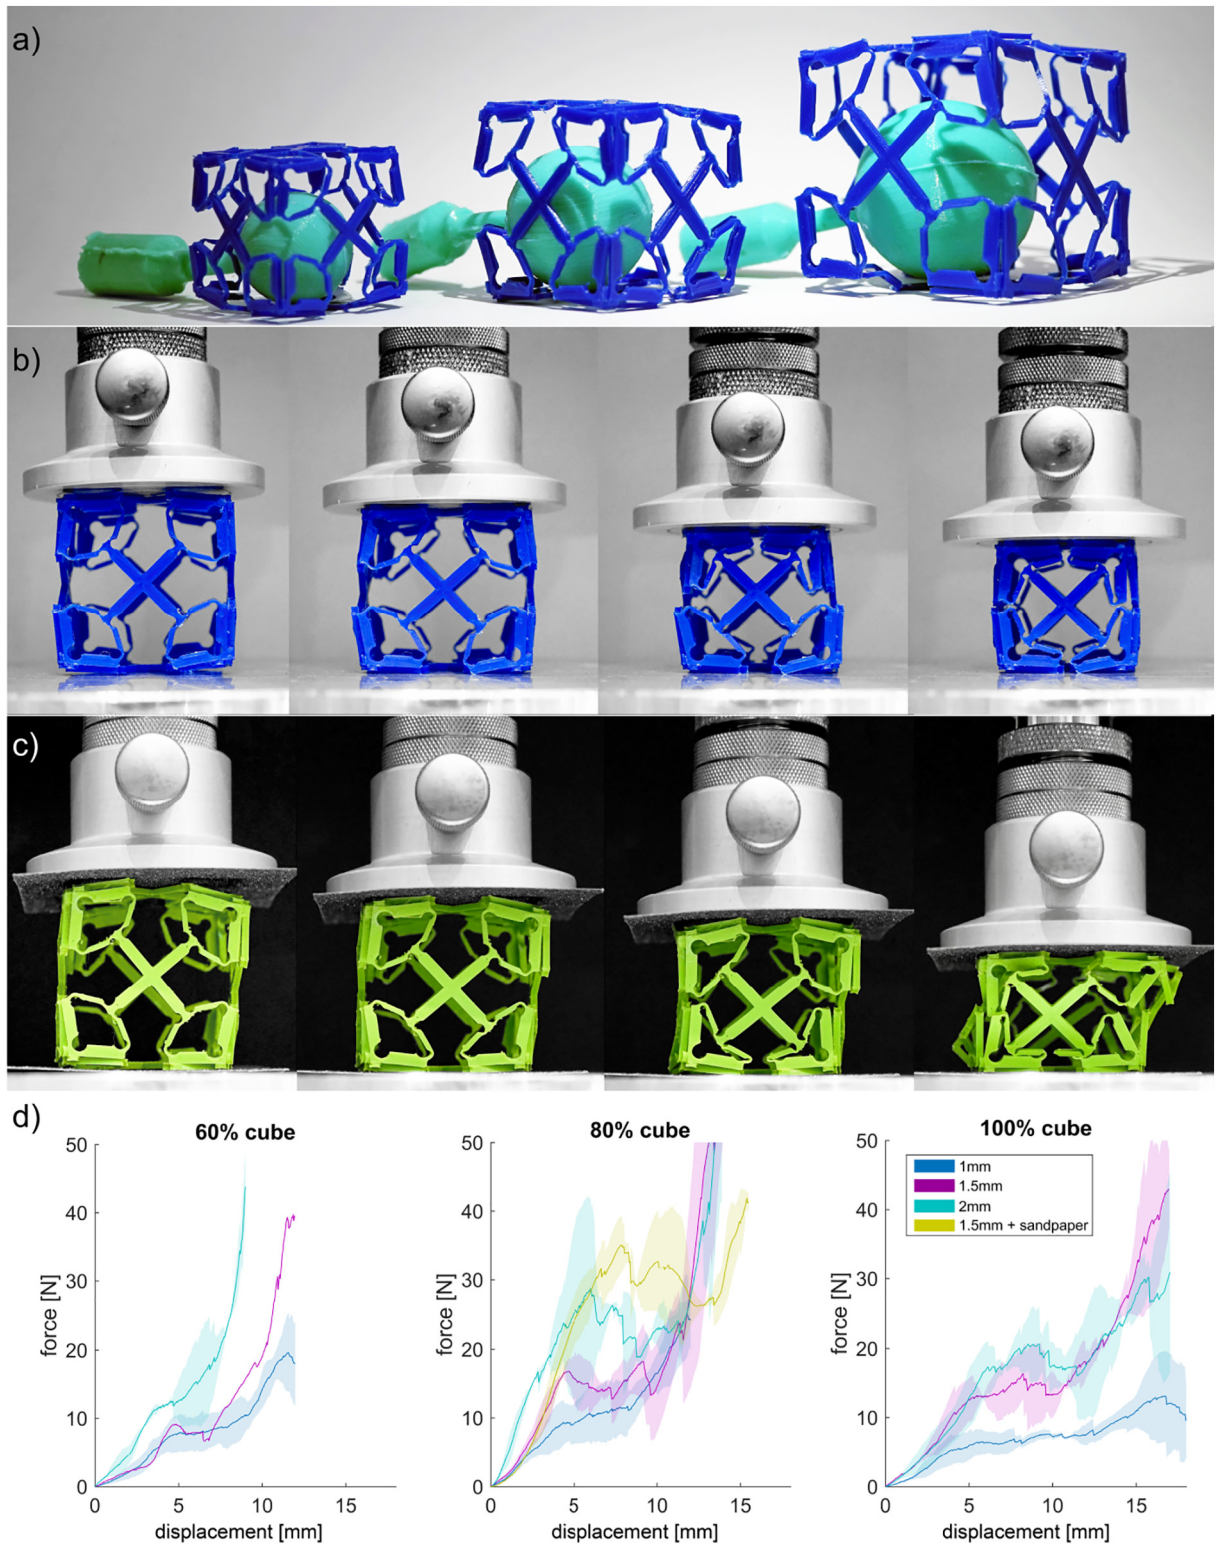 a)
b)
c)
d)
60% cube
50
40
30
20
10
0
force [N]
0 5 10 15
displacement [mm]
80% cube
50
40
30
20
10
0
force [N]
0 5 10 15
displacement [mm]
100% cube
50
40
30
20
10
0
force [N]
1mm
1.5mm
2mm
1.5mm + sandpaper
0 5 10 15
displacement [mm]